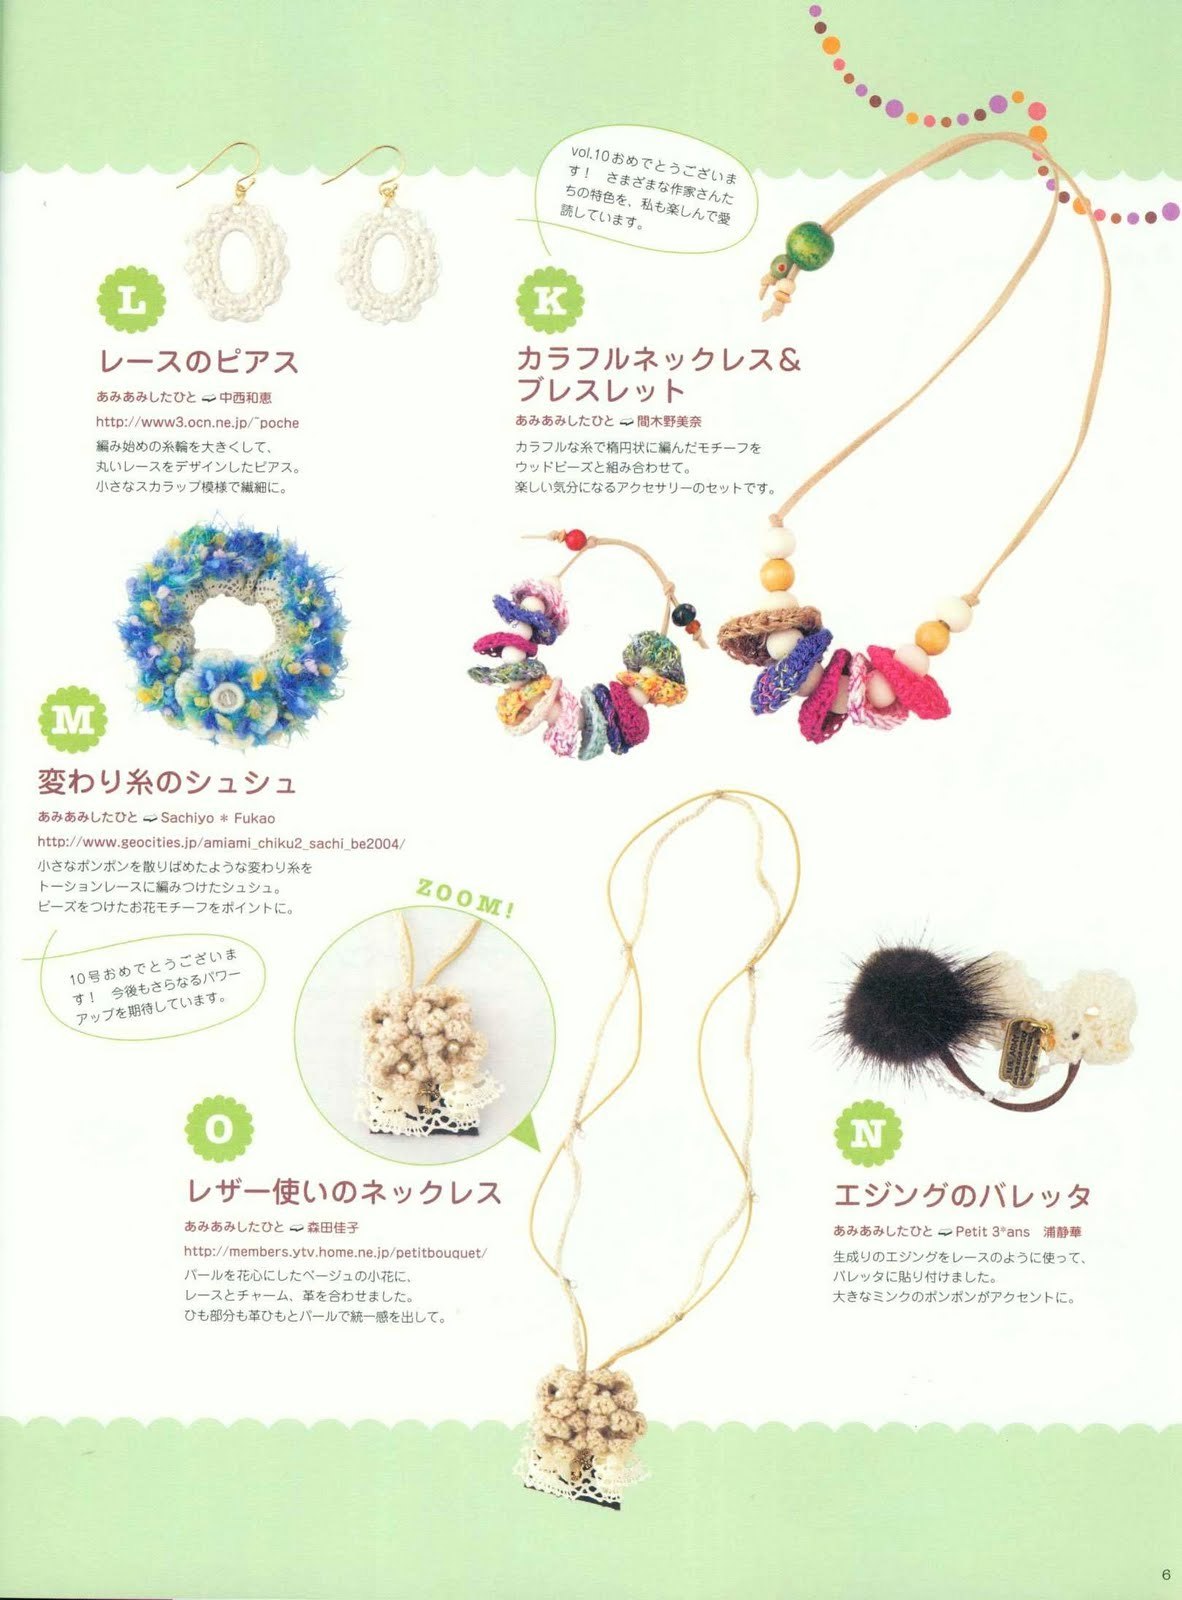 L
レースのピアス
あみあみしたひと 中西和恵
http://www3.ocn.ne.jp/~poche
編み始めの糸輪を大きくして、
丸いレースをデザインしたピアス。
小さなスカラップ模様で繊細に。
vol.10おめでとうございま
す！ さまざまな作家さんた
ちの特色を、私も楽しんで愛
読しています。
K
カラフルネックレス＆
ブレスレット
あみあみしたひと 間木野美奈
カラフルな糸で楕円状に編んだモチーフを
ウッドビーズと組み合わせて。
楽しい気分になるアクセサリーのセットです。
M
変わり糸のシュシュ
あみあみしたひと Sachiyo＊Fukao
http://www.geocities.jp/amiami_chiku2_sachi_be2004/
小さなポンポンを散りばめたような変わり糸を
トーションレースに編みつけたシュシュ。
ビーズをつけたお花モチーフをポイントに。
10号おめでとうございま
す！ 今後もさらなるパワー
アップを期待しています。
ZOOM!
O
レザー使いのネックレス
あみあみしたひと 森田佳子
http://members.ytv.home.ne.jp/petitbouquet/
パールを花心にしたベージュの小花に、
レースとチャーム、革を合わせました。
ひも部分も革ひもとパールで統一感を出して。
N
エジングのバレッタ
あみあみしたひと Petit 3*ans 浦静華
生成りのエジングをレースのように使って、
バレッタに貼り付けました。
大きなミンクのポンポンがアクセントに。
6